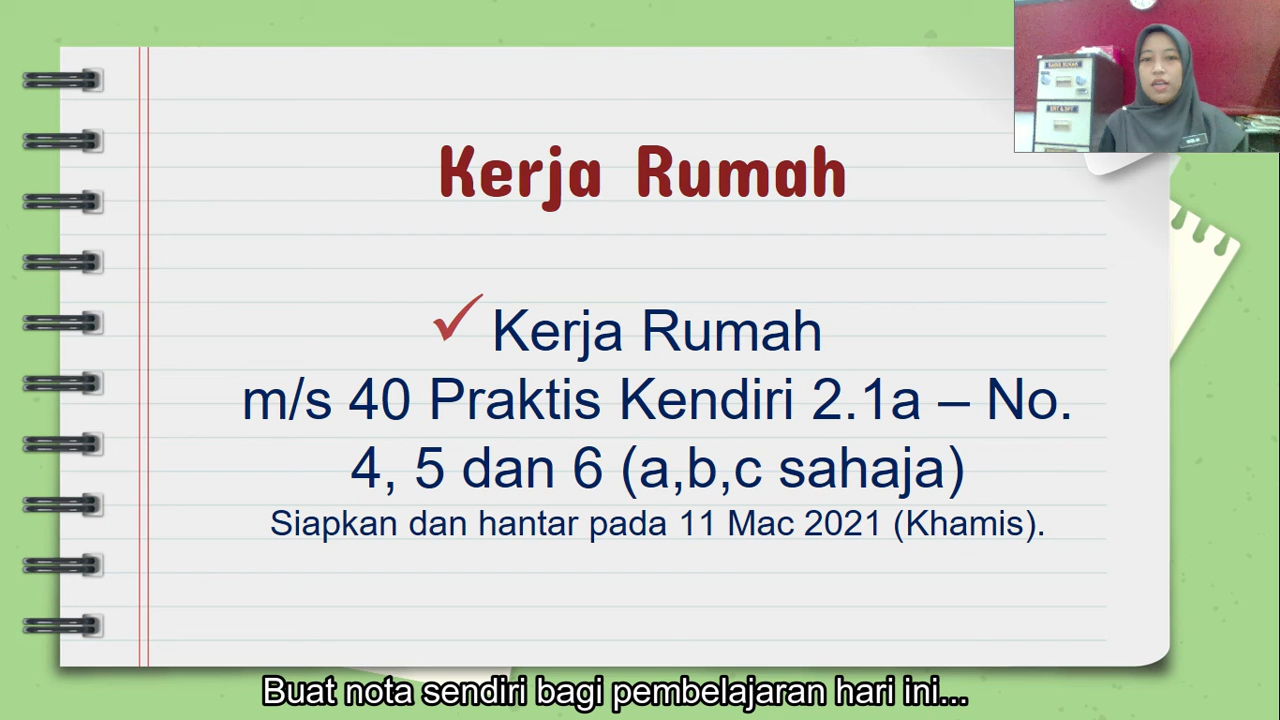 Kerja Rumah
✓ Kerja Rumah
m/s 40 Praktis Kendiri 2.1a – No.
4, 5 dan 6 (a,b,c sahaja)
Siapkan dan hantar pada 11 Mac 2021 (Khamis).
Buat nota sendiri bagi pembelajaran hari ini...